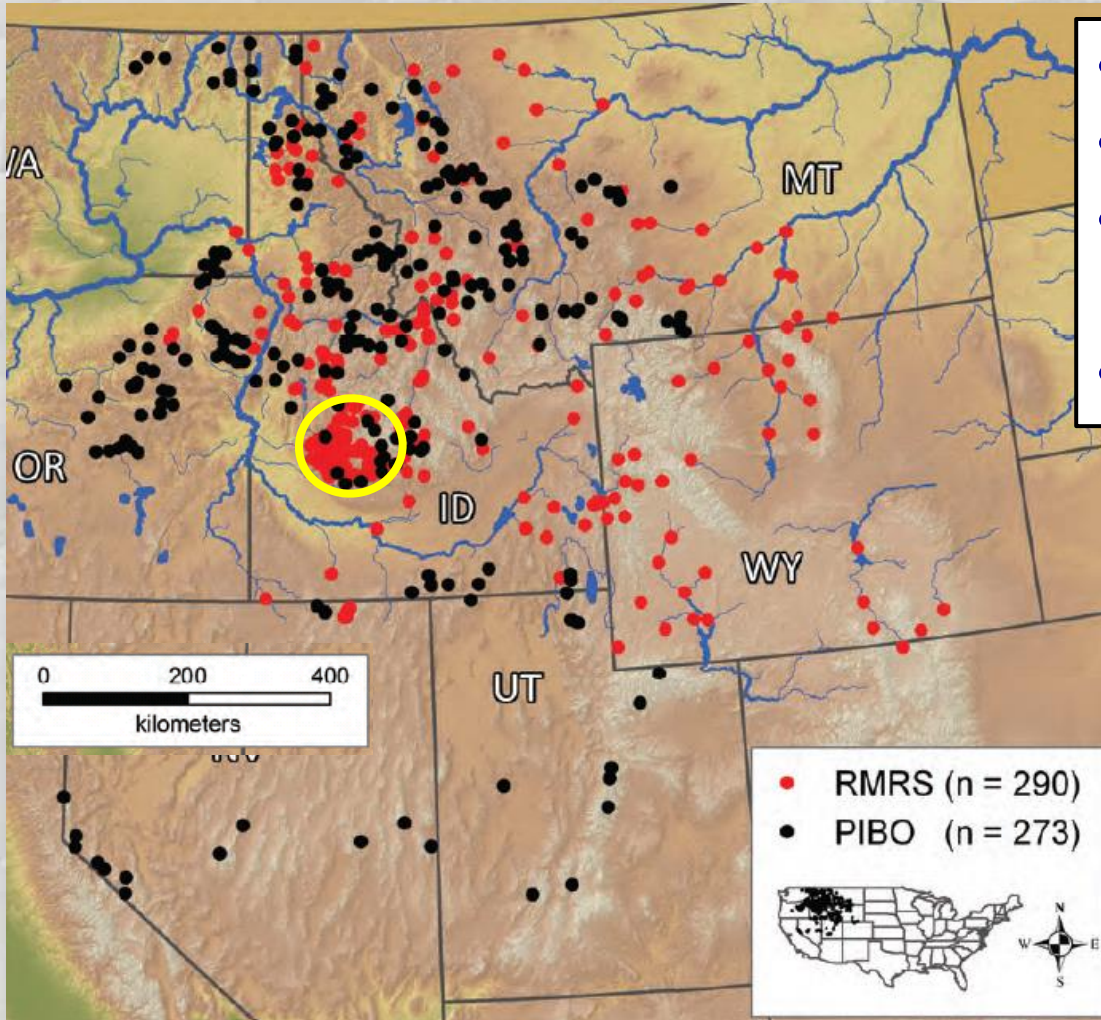 MT
OR
ID
WY
0 200 400
kilometers
UT
RMRS (n = 290)
PIBO (n = 273)
N
W E
S